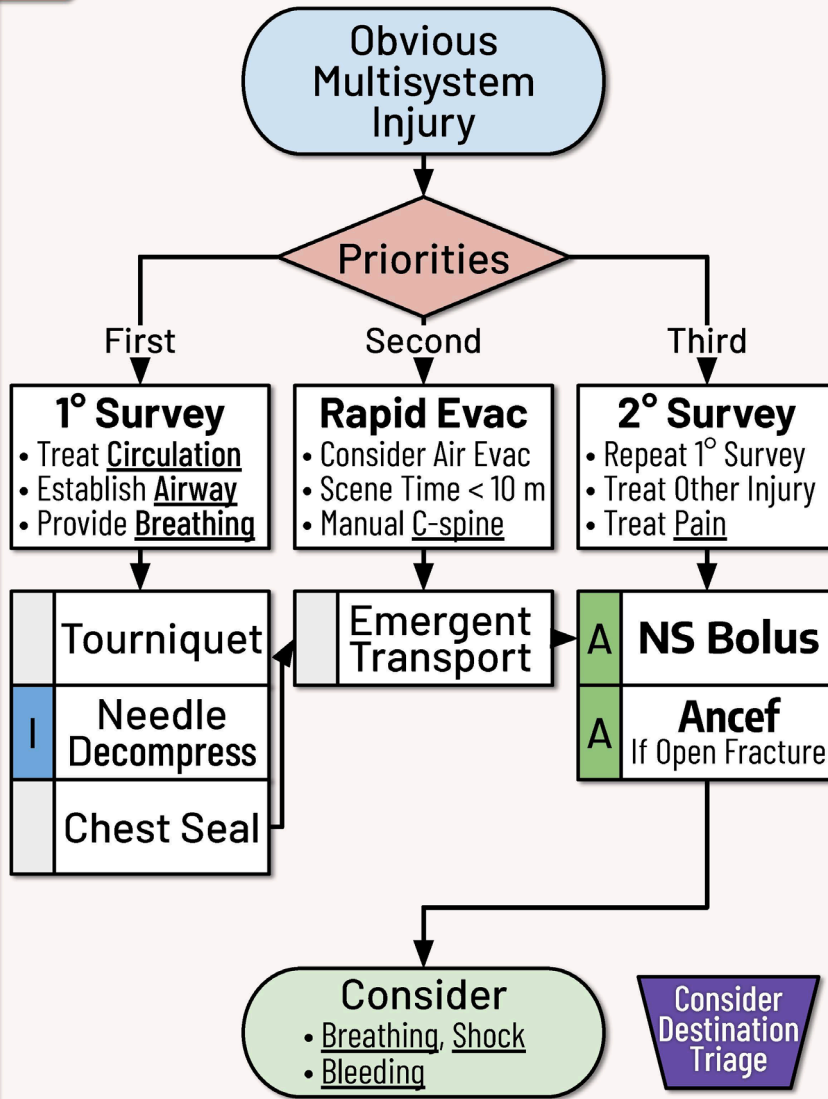 Obvious
Multisystem
Injury
Priorities
First
Second
Third
1° Survey
• Treat Circulation
• Establish Airway
• Provide Breathing
Rapid Evac
• Consider Air Evac
• Scene Time < 10 m
• Manual C-spine
2° Survey
• Repeat 1° Survey
• Treat Other Injury
• Treat Pain
Tourniquet
I
Needle
Decompress
Chest Seal
Emergent
Transport
A
NS Bolus
A
Ancef
If Open Fracture
Consider
• Breathing, Shock
• Bleeding
Consider
Destination
Triage